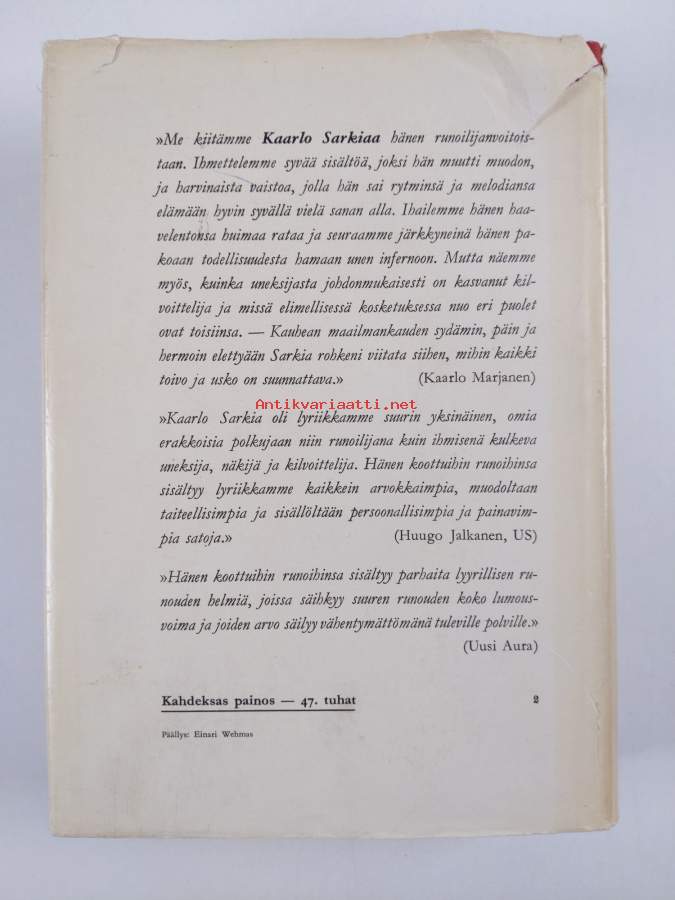 »Me kiitämme Kaarlo Sarkiaa hänen runoilijanvoitois-
taan. Ihmettelemme syvää sisältöä, joksi hän muutti muodon,
ja harvinaista vaistoa, jolla hän sai rytminsä ja melodiansa
elämään hyvin syvällä vielä sanan alla. Ihailemme hänen haa-
velentonsa huimaa rataa ja seuraamme järkkyneinä hänen pa-
koaan todellisuudesta hamaan unen infernoon. Mutta näemme
myös, kuinka uneksijasta johdonmukaisesti on kasvanut kil-
voittelija ja missä elimellisessä kosketuksessa nuo eri puolet
ovat toisiinsa. — Kauhean maailmankauden sydämin, päin ja
hermoin elettyään Sarkia rohkeni viitata siihen, mihin kaikki
toivo ja usko on suunnattava.» (Kaarlo Marjanen)
Antikvariaatti.net
»Kaarlo Sarkia oli lyriikkamme suurin yksinäinen, omia
erakkoisia polkujaan niin runoilijana kuin ihmisenä kulkeva
uneksija, näkijä ja kilvoittelija. Hänen koottuihin runoihinsa
sisältyy lyriikkamme kaikkein arvokkaimpia, muodoltaan
taiteellisimpia ja sisällöltään persoonallisimpia ja painavim-
pia satoja.» (Huugo Jalkanen, US)
»Hänen koottuihin runoihinsa sisältyy parhaita lyyrillisen ru-
nouden helmiä, joissa säihkyy suuren runouden koko lumous-
voima ja joiden arvo säilyy vähentymättömänä tuleville polville.»
(Uusi Aura)
Kahdeksas painos — 47. tuhat 2
Päällys: Einari Wehmas